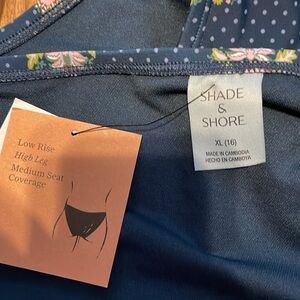 Low Rise
High Leg
Medium Seat
Coverage
SHADE
&
SHORE
XL (16)
MADE IN CAMBODIA
HECHO EN CAMBOYA